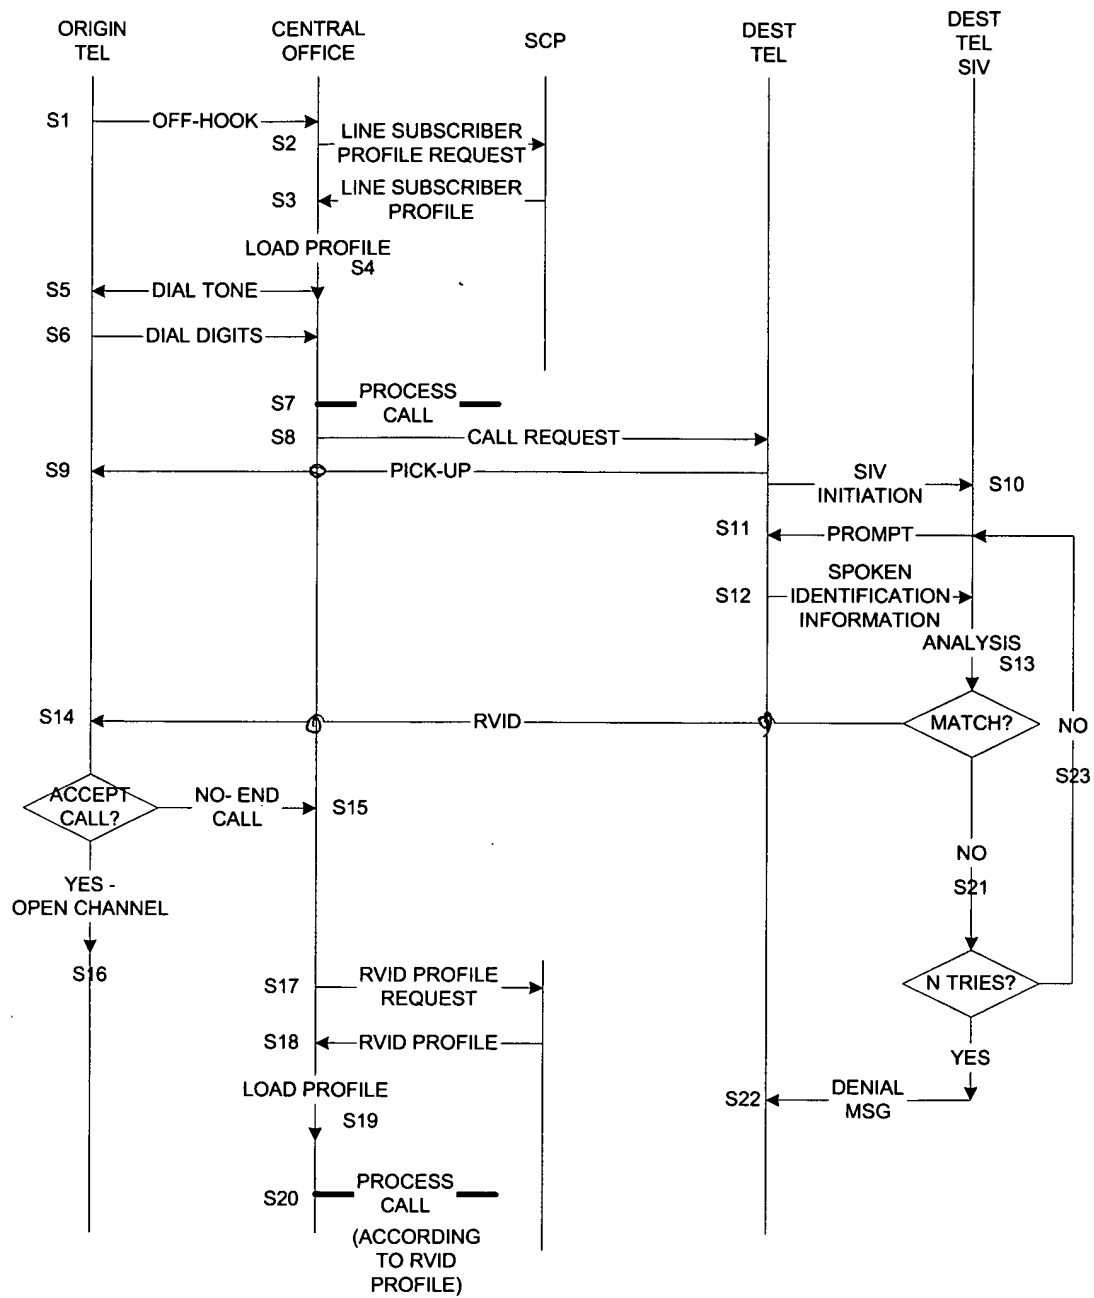 ORIGIN
TEL
CENTRAL
OFFICE
SCP
DEST
TEL
DEST
TEL
SIV
S1
OFF-HOOK
S2
LINE SUBSCRIBER
PROFILE REQUEST
S3
LINE SUBSCRIBER
PROFILE
LOAD PROFILE
S4
S5
DIAL TONE
S6
DIAL DIGITS
S7
PROCESS
CALL
S8
CALL REQUEST
S9
PICK-UP
SIV
INITIATION
S10
S11
PROMPT
S12
SPOKEN
IDENTIFICATION
INFORMATION
ANALYSIS
S13
S14
RVID
MATCH?
NO
S23
ACCEPT
CALL?
NO- END
CALL
S15
YES -
OPEN CHANNEL
S16
NO
S21
S17
RVID PROFILE
REQUEST
N TRIES?
S18
RVID PROFILE
YES
LOAD PROFILE
S19
S22
DENIAL
MSG
S20
PROCESS
CALL
(ACCORDING
TO RVID
PROFILE)